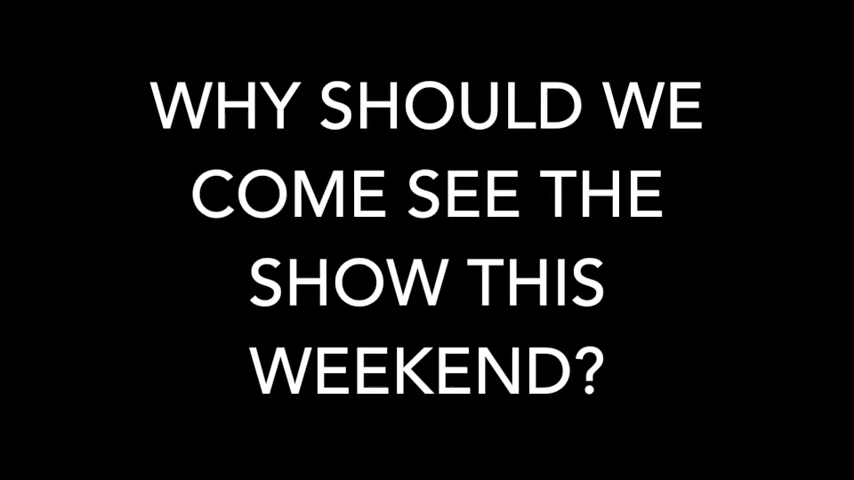 WHY SHOULD WE
COME SEE THE
SHOW THIS
WEEKEND?